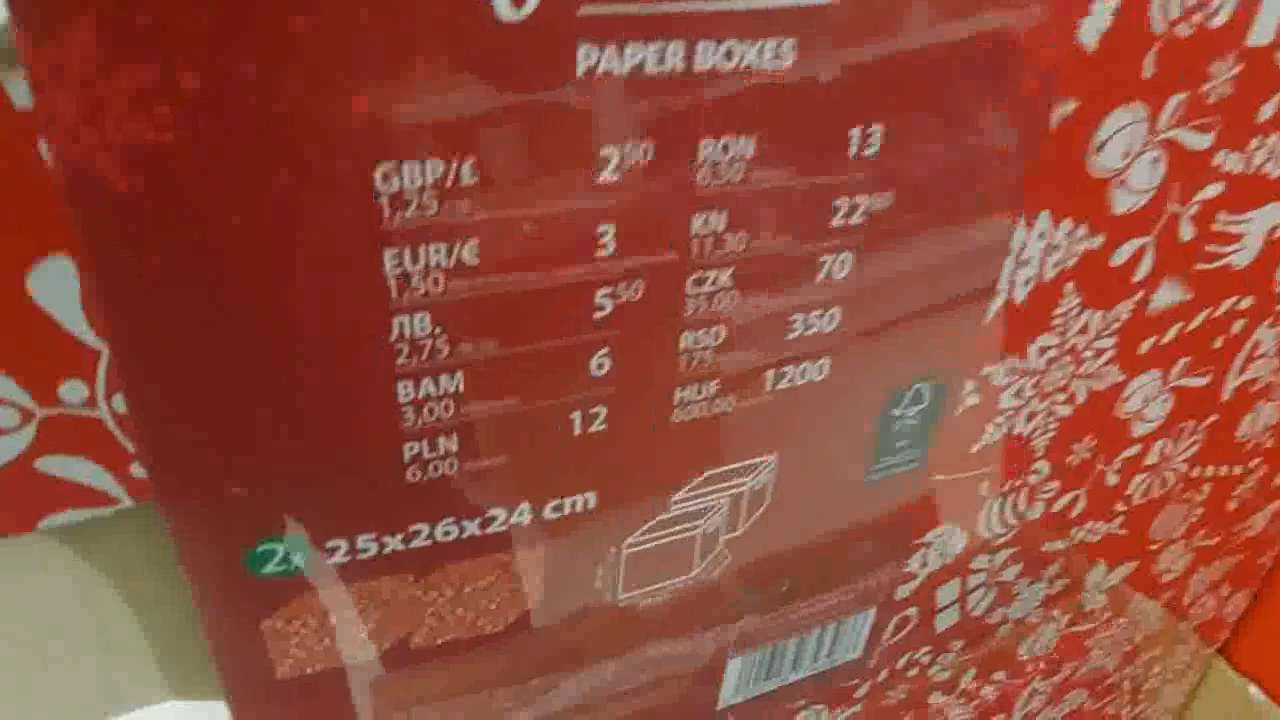 PAPER BOXES
GBP/£ 2⁵⁰
1,25
EUR/€ 3
1,50
ЛВ. 5⁵⁰
2,75
BAM 6
3,00
PLN 12
6,00
RON 13
6,50
KN 22⁶⁰
11,30
CZK 70
35,00
RSD 350
175
HUF 1200
600,00
2x 25x26x24 cm